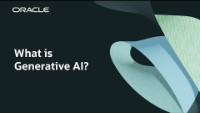 ORACLE
What is
Generative AI?